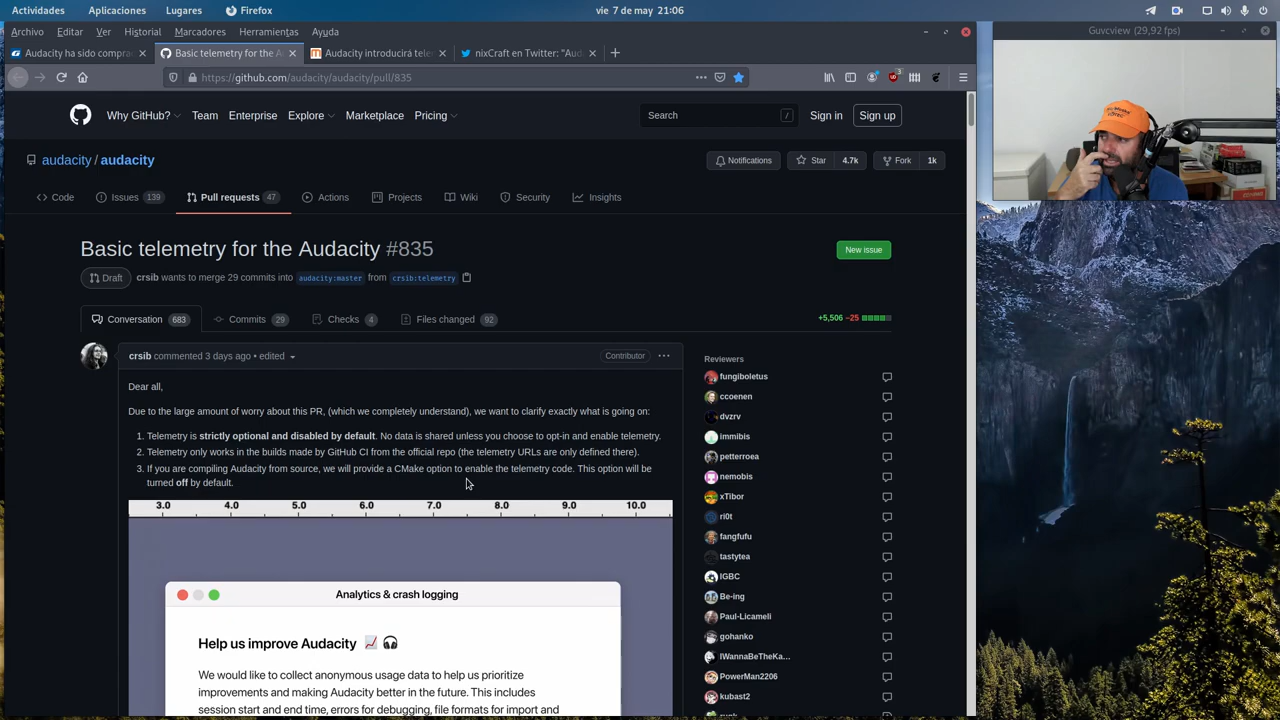 Actividades Aplicaciones Lugares Firefox vie 7 de may 21:06
Archivo Editar Ver Historial Marcadores Herramientas Ayuda
Guvcview (29,92 fps)
Audacity ha sido compra
Basic telemetry for the A
Audacity introducirá tele
nixCraft en Twitter: "Aud
https://github.com/audacity/audacity/pull/835
3
Why GitHub? Team Enterprise Explore Marketplace Pricing Search / Sign in Sign up
audacity / audacity
Notifications Star 4.7k Fork 1k
Code Issues 139 Pull requests 47 Actions Projects Wiki Security Insights
Basic telemetry for the Audacity #835
New issue
Draft crsib wants to merge 29 commits into audacity:master from crsib:telemetry
Conversation 683 Commits 29 Checks 4 Files changed 92 +5,506 −25
crsib commented 3 days ago • edited Contributor
Dear all,
Due to the large amount of worry about this PR, (which we completely understand), we want to clarify exactly what is going on:
1. Telemetry is strictly optional and disabled by default. No data is shared unless you choose to opt-in and enable telemetry.
2. Telemetry only works in the builds made by GitHub CI from the official repo (the telemetry URLs are only defined there).
3. If you are compiling Audacity from source, we will provide a CMake option to enable the telemetry code. This option will be
turned off by default.
3.0 4.0 5.0 6.0 7.0 8.0 9.0 10.0
Analytics & crash logging
Help us improve Audacity
We would like to collect anonymous usage data to help us prioritize
improvements and making Audacity better in the future. This includes
session start and end time, errors for debugging, file formats for import and
Reviewers
fungiboletus
ccoenen
dvzrv
immibis
petterroea
nemobis
xTibor
ri0t
fangfufu
tastytea
IGBC
Be-ing
Paul-Licameli
gohanko
IWannaBeTheKa...
PowerMan2206
kubast2